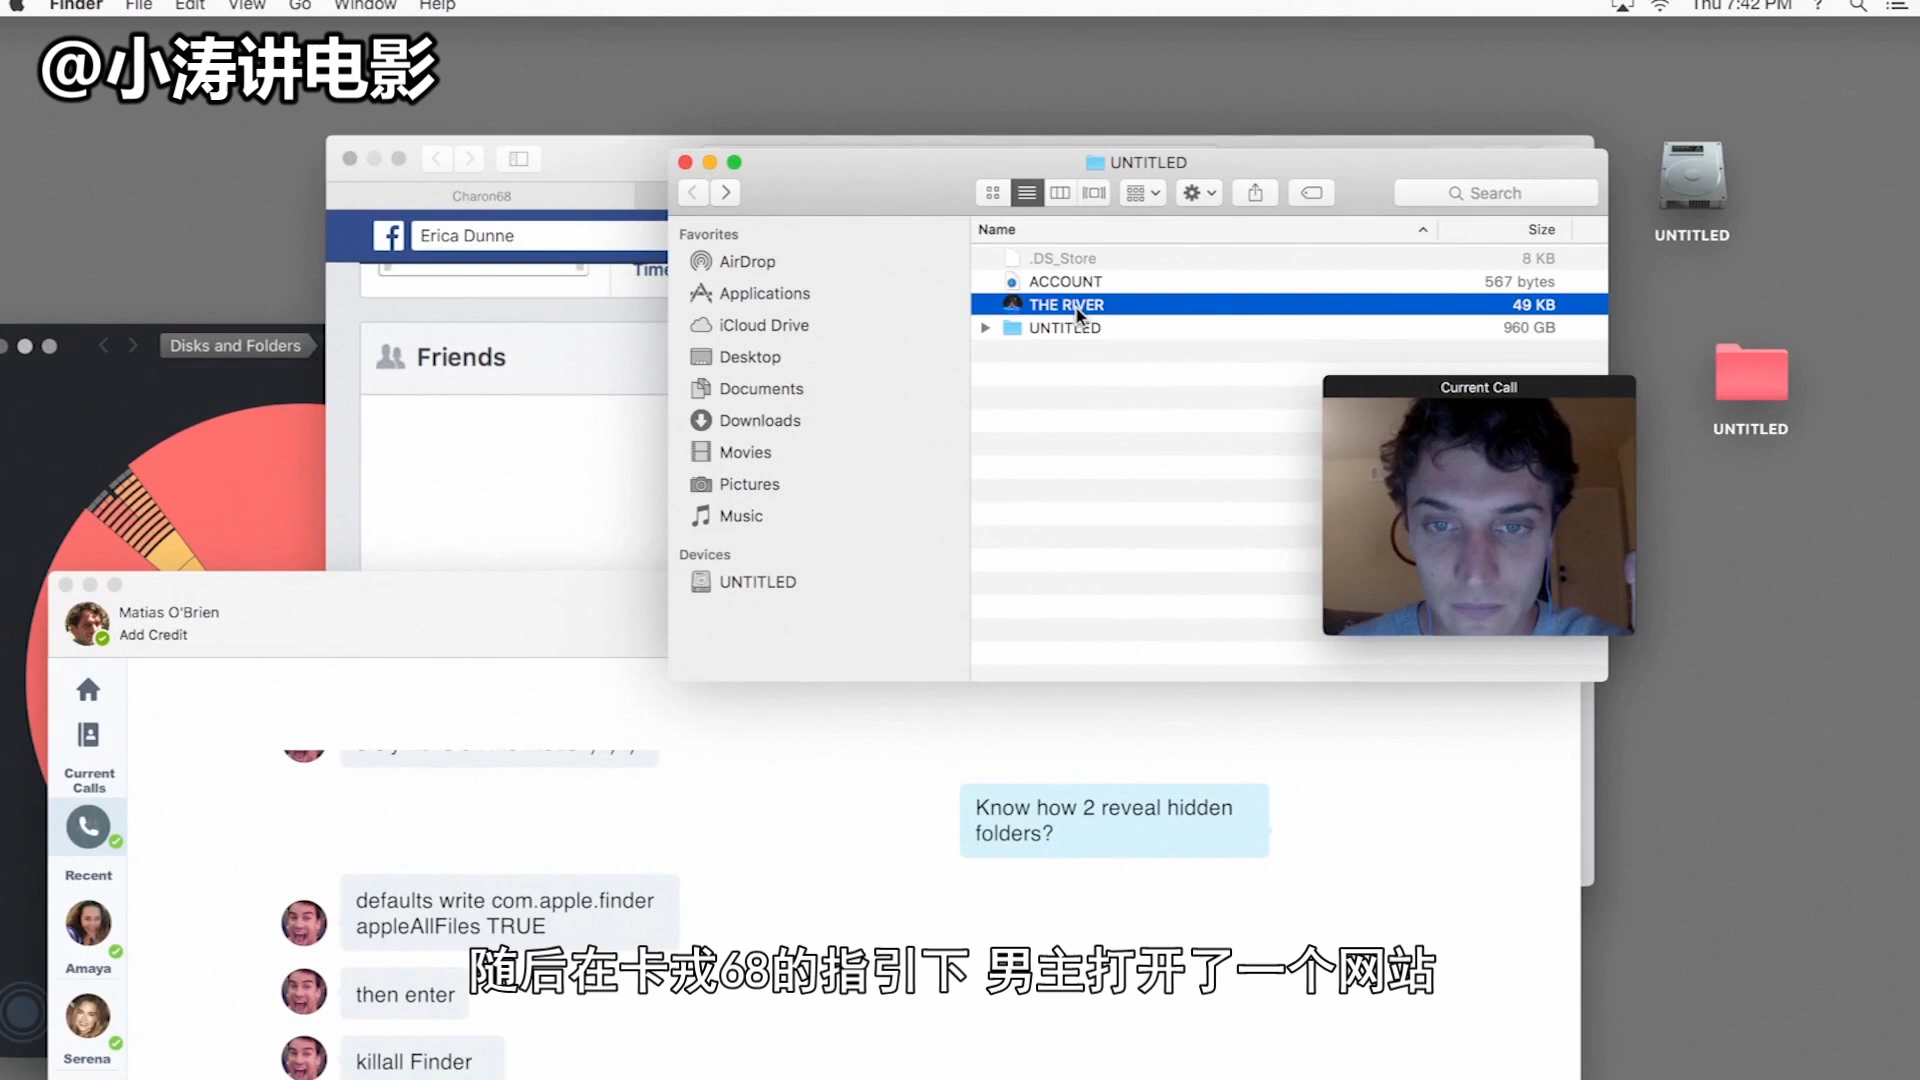 Finder File Edit View Go Window Help
Thu 7:42 PM
@小涛讲电影
UNTITLED
Charon68
Search
Erica Dunne
Time
Favorites
Name
Size
AirDrop
.DS_Store
8 KB
Applications
ACCOUNT
567 bytes
iCloud Drive
THE RIVER
49 KB
Desktop
UNTITLED
960 GB
Documents
Downloads
Movies
Pictures
Music
Devices
UNTITLED
UNTITLED
UNTITLED
Disks and Folders
Friends
Current Call
Matias O'Brien
Add Credit
Current
Calls
Recent
Amaya
Serena
Know how 2 reveal hidden
folders?
defaults write com.apple.finder
appleAllFiles TRUE
then enter
killall Finder
随后在卡戎68的指引下 男主打开了一个网站